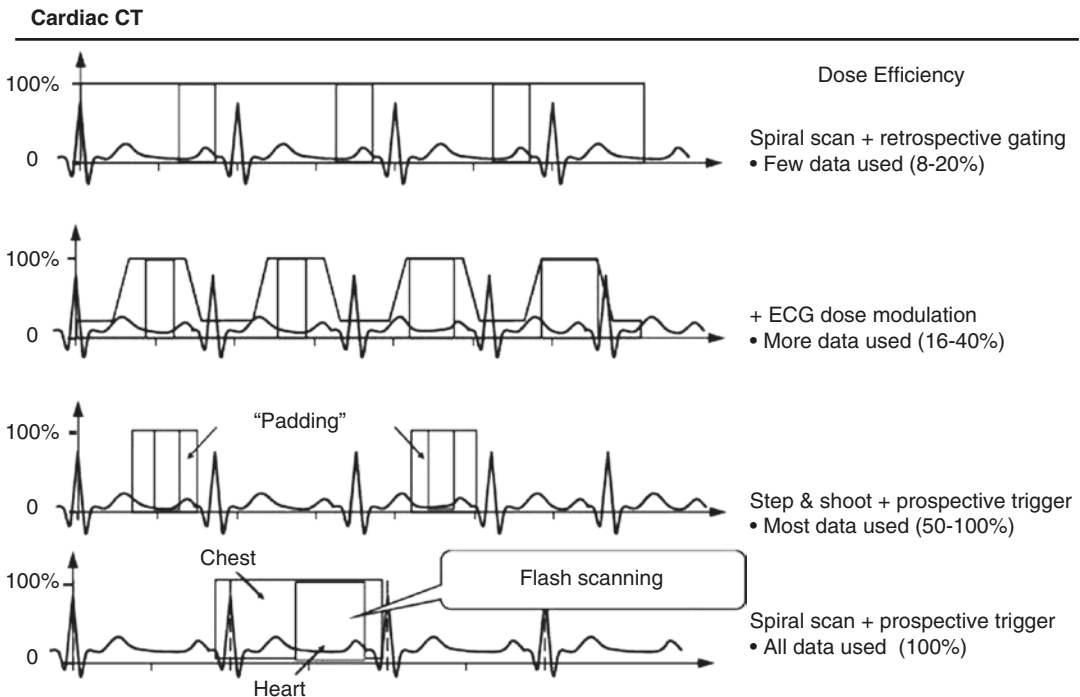 Cardiac CT
Dose Efficiency
100%
0
Spiral scan + retrospective gating
• Few data used (8-20%)
100%
0
+ ECG dose modulation
• More data used (16-40%)
100%
"Padding"
0
Step & shoot + prospective trigger
• Most data used (50-100%)
Chest
100%
Flash scanning
0
Heart
Spiral scan + prospective trigger
• All data used (100%)